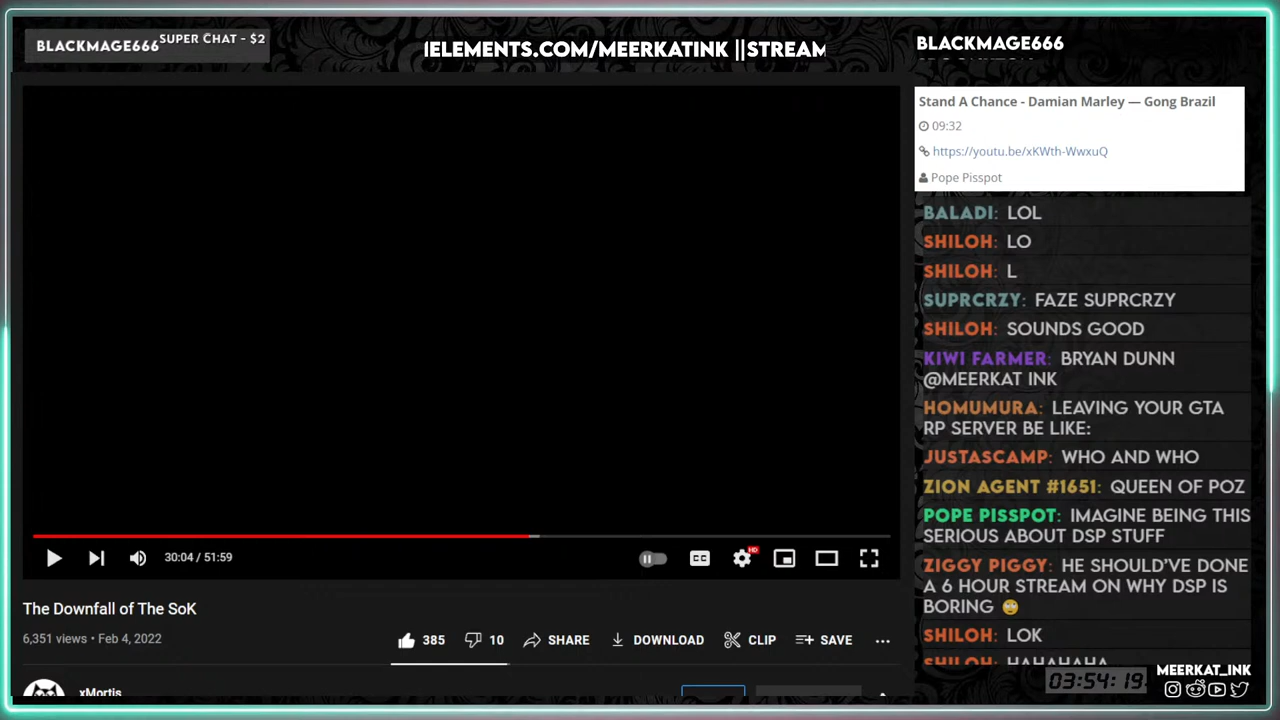 BLACKMAGE666 SUPER CHAT - $2
IELEMENTS.COM/MEERKATINK ||STREAM
BLACKMAGE666
Stand A Chance - Damian Marley — Gong Brazil
09:32
https://youtu.be/xKWth-WwxuQ
Pope Pisspot
BALADI: LOL
SHILOH: LO
SHILOH: L
SUPRCRZY: FAZE SUPRCRZY
SHILOH: SOUNDS GOOD
KIWI FARMER: BRYAN DUNN
@MEERKAT INK
HOMUMURA: LEAVING YOUR GTA
RP SERVER BE LIKE:
JUSTASCAMP: WHO AND WHO
ZION AGENT #1651: QUEEN OF POZ
POPE PISSPOT: IMAGINE BEING THIS
SERIOUS ABOUT DSP STUFF
ZIGGY PIGGY: HE SHOULD'VE DONE
A 6 HOUR STREAM ON WHY DSP IS
BORING 🙄
SHILOH: LOK
SHILOH: HAHAHAHA
30:04 / 51:59
CC
HD
The Downfall of The SoK
6,351 views • Feb 4, 2022
385
10
SHARE
DOWNLOAD
CLIP
SAVE
xMortis
03:54:19
MEERKAT_INK